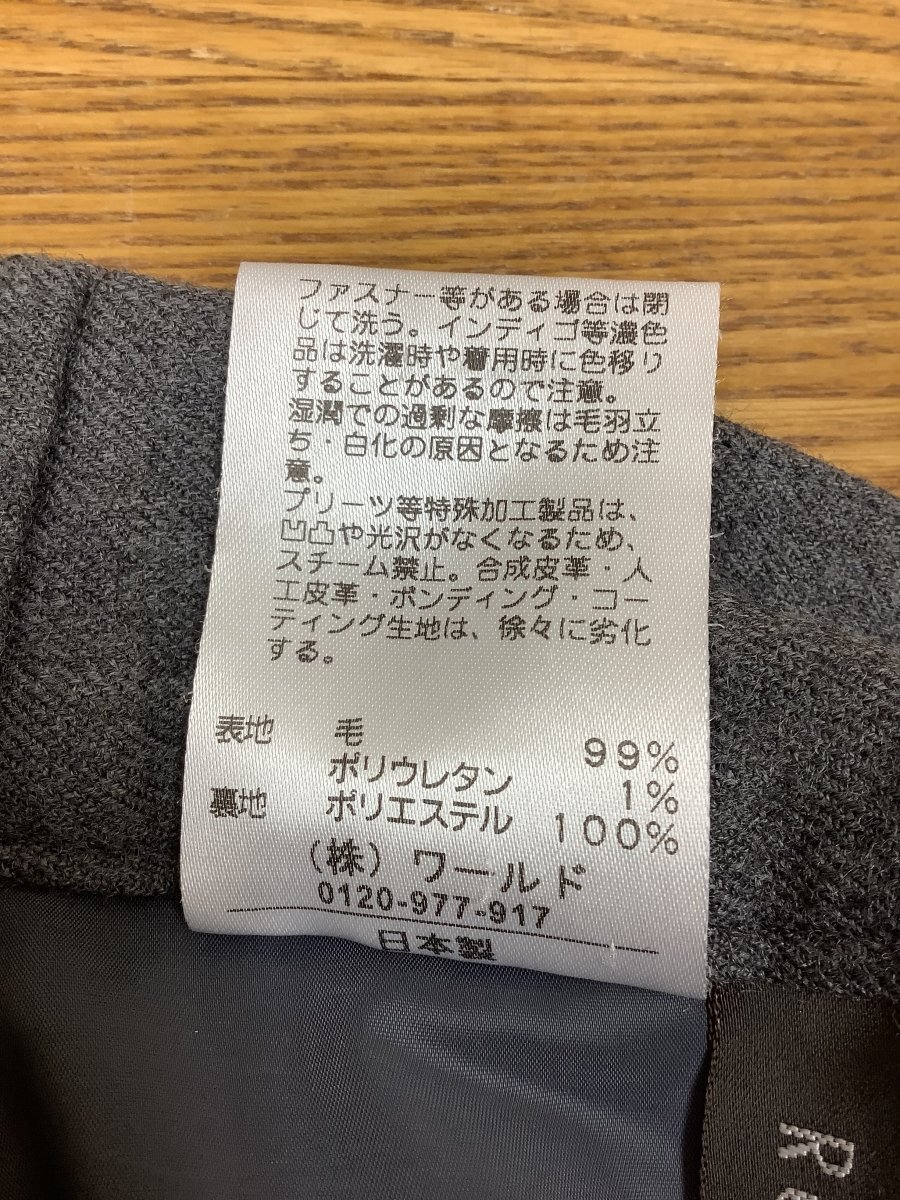 ファスナー等がある場合は閉
じて洗う。インディゴ等濃色
品は洗濯時や着用時に色移り
することがあるので注意。
湿潤での過剰な摩擦は毛羽立
ち・白化の原因となるため注
意。
プリーツ等特殊加工製品は、
凹凸や光沢がなくなるため、
スチーム禁止。合成皮革・人
工皮革・ボンディング・コー
ティング生地は、徐々に劣化
する。
表地 毛 99%
ポリウレタン 1%
裏地 ポリエステル 100%
(株) ワールド
0120-977-917
日本製